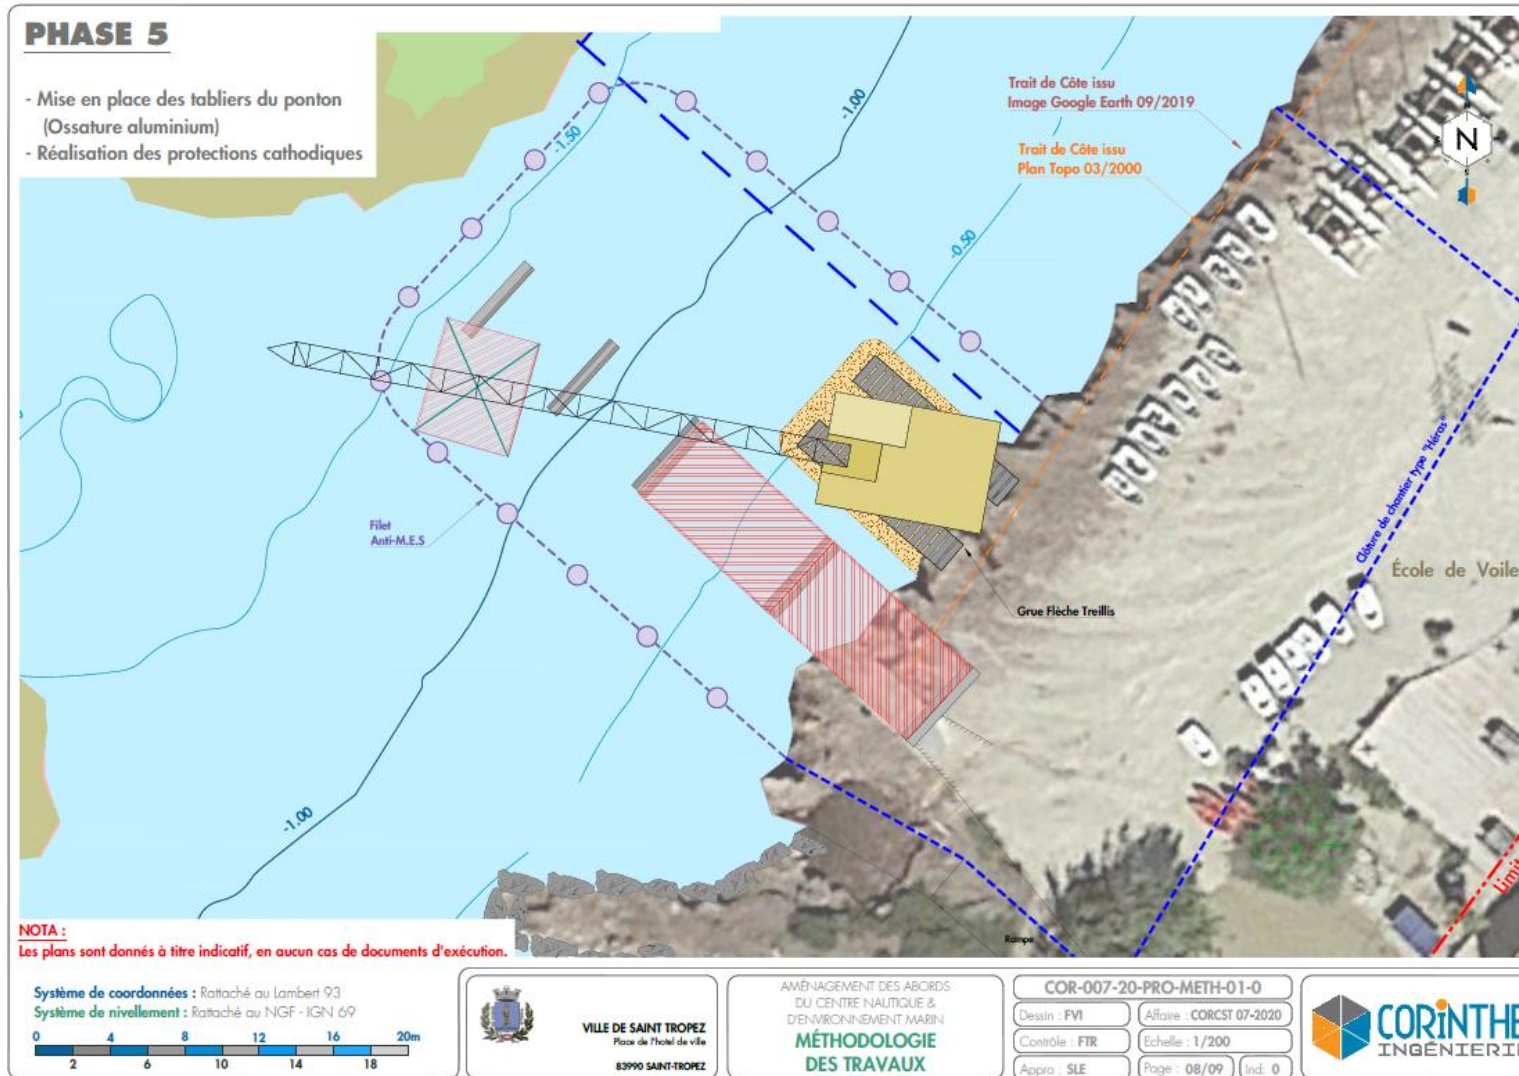 PHASE 5
- Mise en place des tabliers du ponton
(Ossature aluminium)
- Réalisation des protections cathodiques
-1.50
-1.00
-0.50
Trait de Côte issu
Image Google Earth 09/2019
Trait de Côte issu
Plan Topo 03/2000
N
Filet
Anti-M.E.S
Grue Flèche Treillis
Clôture de chantier type "Héras"
École de Voile
-1.00
Rampe
Limit
NOTA :
Les plans sont donnés à titre indicatif, en aucun cas de documents d'exécution.
Système de coordonnées : Rattaché au Lambert 93
Système de nivellement : Rattaché au NGF - IGN 69
0 4 8 12 16 20m
2 6 10 14 18
VILLE DE SAINT TROPEZ
Place de l'hotel de ville
83990 SAINT-TROPEZ
AMÉNAGEMENT DES ABORDS
DU CENTRE NAUTIQUE &
D'ENVIRONNEMENT MARIN
MÉTHODOLOGIE
DES TRAVAUX
COR-007-20-PRO-METH-01-0
Dessin : FVI
Affaire : CORCST 07-2020
Contrôle : FTR
Echelle : 1/200
Appro : SLE
Page : 08/09
Ind: 0
CORiNTHE
INGÉNIERIE